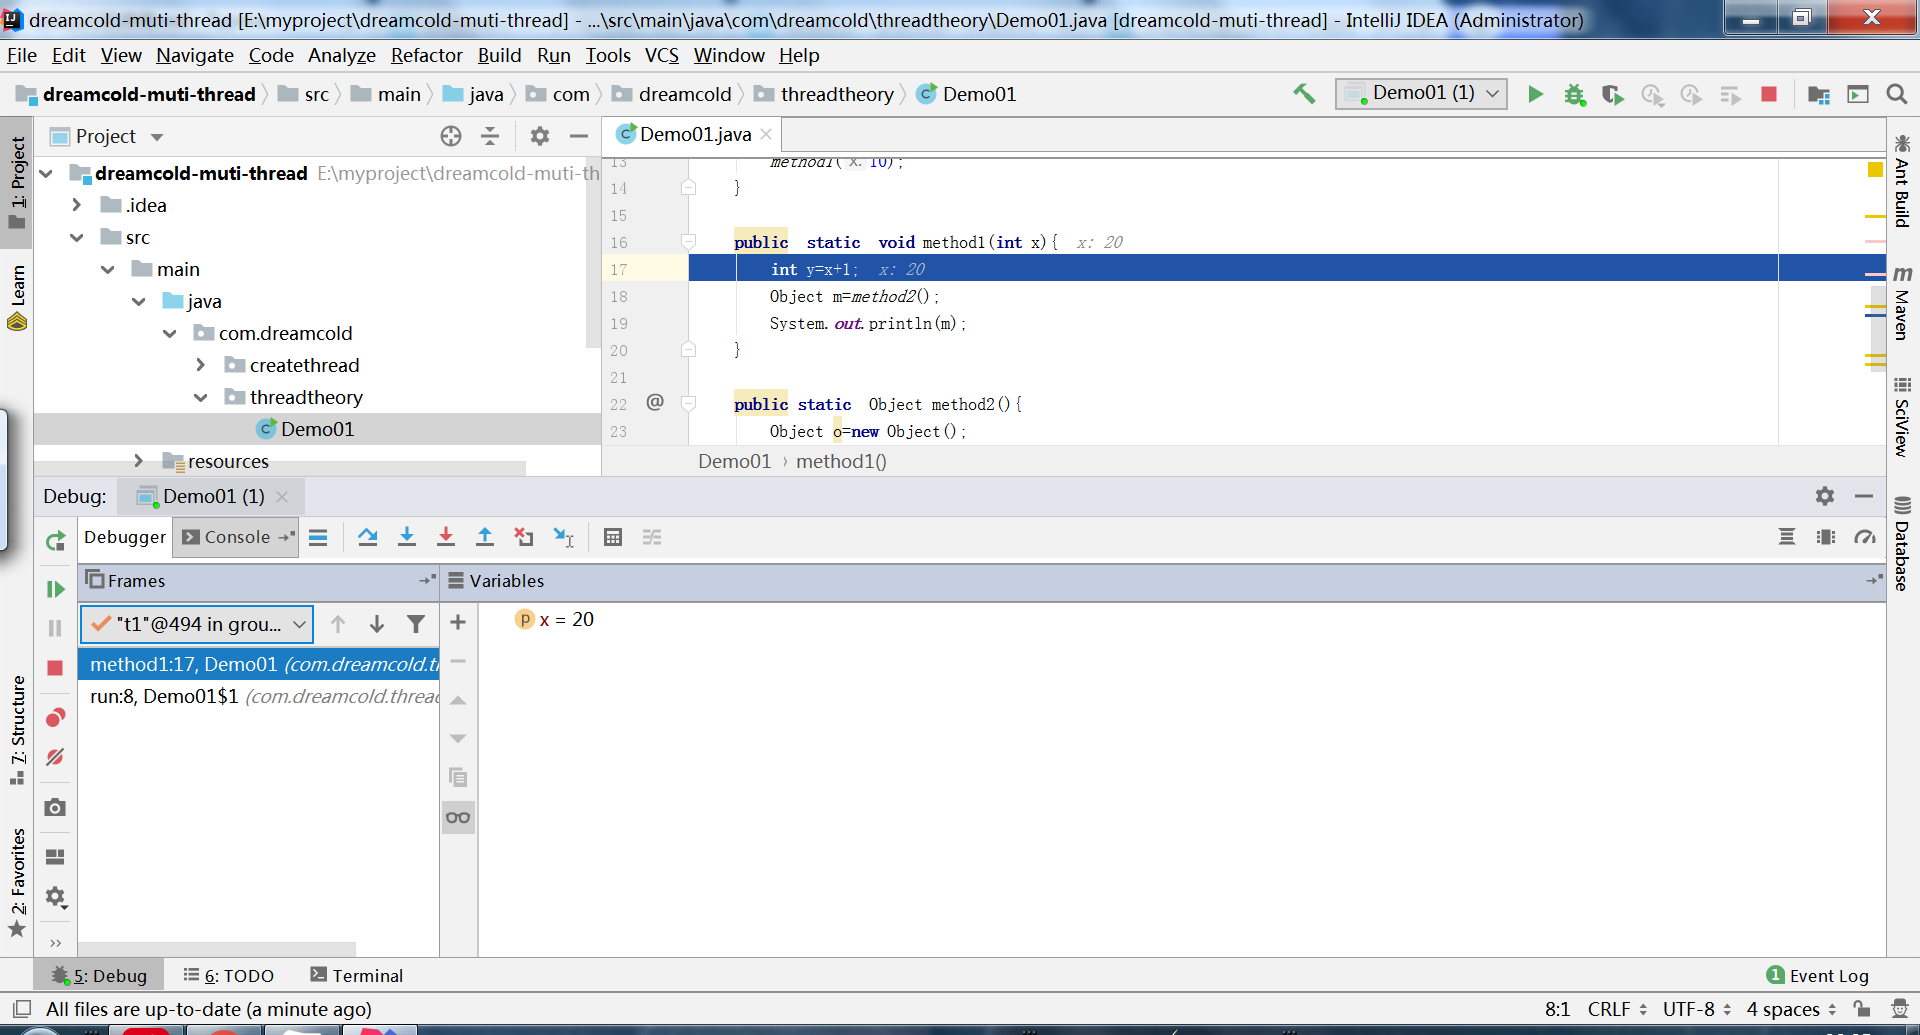 dreamcold-muti-thread [E:\myproject\dreamcold-muti-thread] - ...\src\main\java\com\dreamcold\threadtheory\Demo01.java [dreamcold-muti-thread] - IntelliJ IDEA (Administrator)
File Edit View Navigate Code Analyze Refactor Build Run Tools VCS Window Help
dreamcold-muti-thread src main java com dreamcold threadtheory Demo01
Demo01 (1)
1: Project
Learn
7: Structure
2: Favorites
Project
dreamcold-muti-thread E:\myproject\dreamcold-muti-th
.idea
src
main
java
com.dreamcold
createthread
threadtheory
Demo01
resources
Demo01.java
13 method1( x: 10);
14 }
15
16 public static void method1(int x){ x: 20
17 int y=x+1; x: 20
18 Object m=method2();
19 System.out.println(m);
20 }
21
22 @ public static Object method2(){
23 Object o=new Object();
Demo01 › method1()
Ant Build
Maven
SciView
Database
Debug: Demo01 (1)
Debugger Console
Frames
Variables
"t1"@494 in grou...
method1:17, Demo01 (com.dreamcold.t
run:8, Demo01$1 (com.dreamcold.threa
x = 20
5: Debug 6: TODO Terminal
1 Event Log
All files are up-to-date (a minute ago)
8:1 CRLF UTF-8 4 spaces